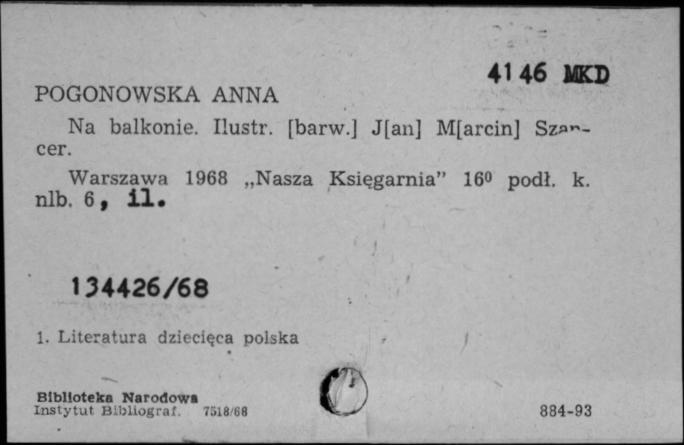 4146 MKD
POGONOWSKA ANNA
Na balkonie. Ilustr. [barw.] J[an] M[arcin] Szan-
cer.
Warszawa 1968 „Nasza Księgarnia” 16⁰ podł. k.
nlb. 6, il.
134426/68
1. Literatura dziecięca polska
Biblioteka Narodowa
Instytut Bibliograf. 7518/68
884-93